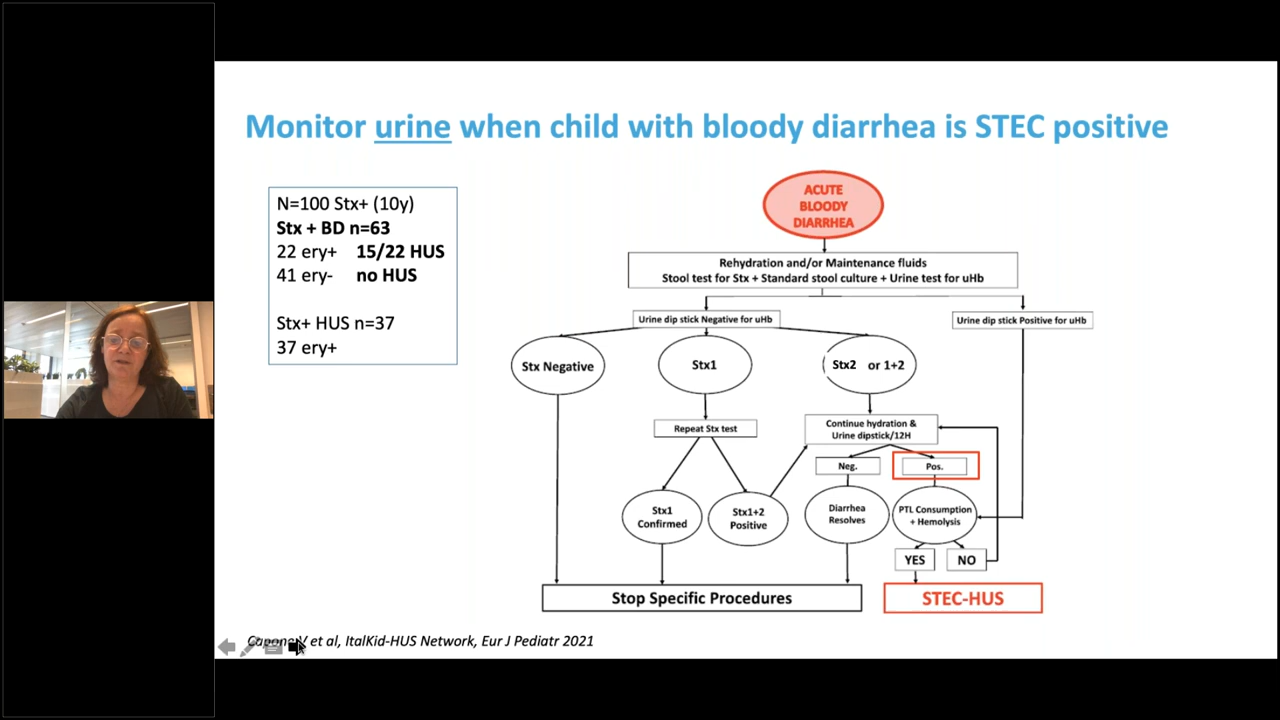 Monitor urine when child with bloody diarrhea is STEC positive
N=100 Stx+ (10y)
Stx + BD n=63
22 ery+ 15/22 HUS
41 ery- no HUS
Stx+ HUS n=37
37 ery+
ACUTE
BLOODY
DIARRHEA
Rehydration and/or Maintenance fluids
Stool test for Stx + Standard stool culture + Urine test for uHb
Urine dip stick Negative for uHb
Urine dip stick Positive for uHb
Stx Negative
Stx1
Stx2 or 1+2
Repeat Stx test
Continue hydration &
Urine dipstick/12H
Neg.
Pos.
Stx1
Confirmed
Stx1+2
Positive
Diarrhea
Resolves
PTL Consumption
+ Hemolysis
YES
NO
Stop Specific Procedures
STEC-HUS
V et al, ItalKid-HUS Network, Eur J Pediatr 2021